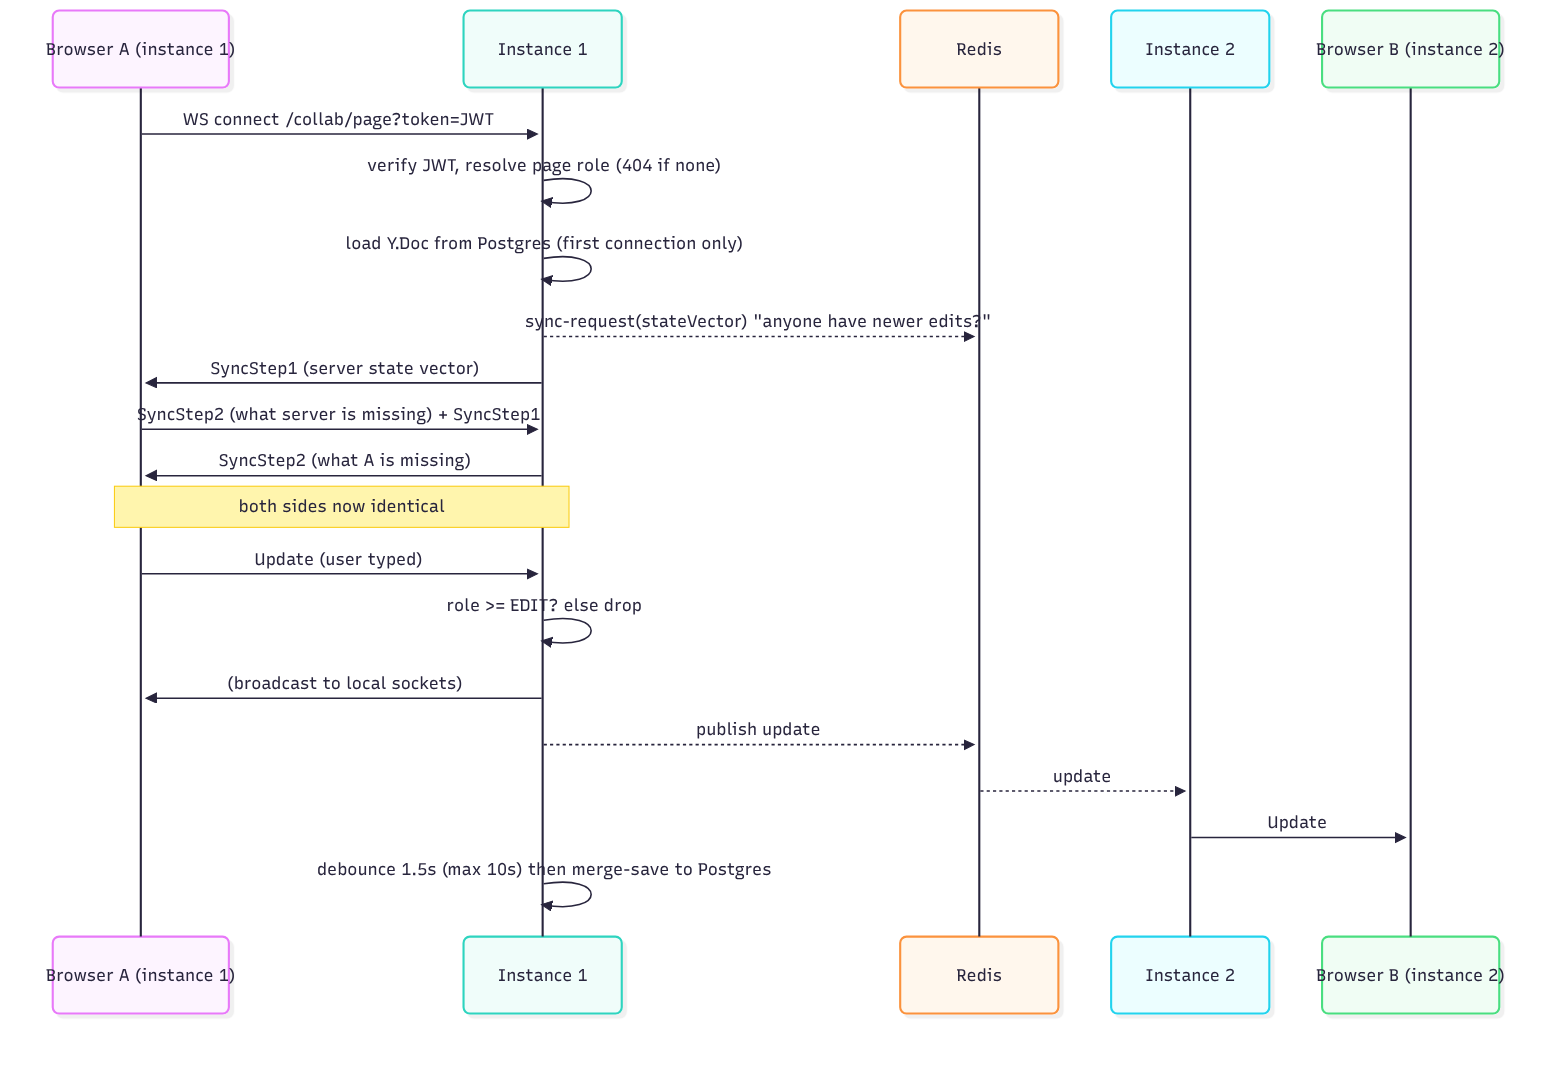 Browser A (instance 1)
Instance 1
Redis
Instance 2
Browser B (instance 2)
WS connect /collab/page?token=JWT
verify JWT, resolve page role (404 if none)
load Y.Doc from Postgres (first connection only)
sync-request(stateVector) "anyone have newer edits?"
SyncStep1 (server state vector)
SyncStep2 (what server is missing) + SyncStep1
SyncStep2 (what A is missing)
both sides now identical
Update (user typed)
role >= EDIT? else drop
(broadcast to local sockets)
publish update
update
Update
debounce 1.5s (max 10s) then merge-save to Postgres
Browser A (instance 1)
Instance 1
Redis
Instance 2
Browser B (instance 2)